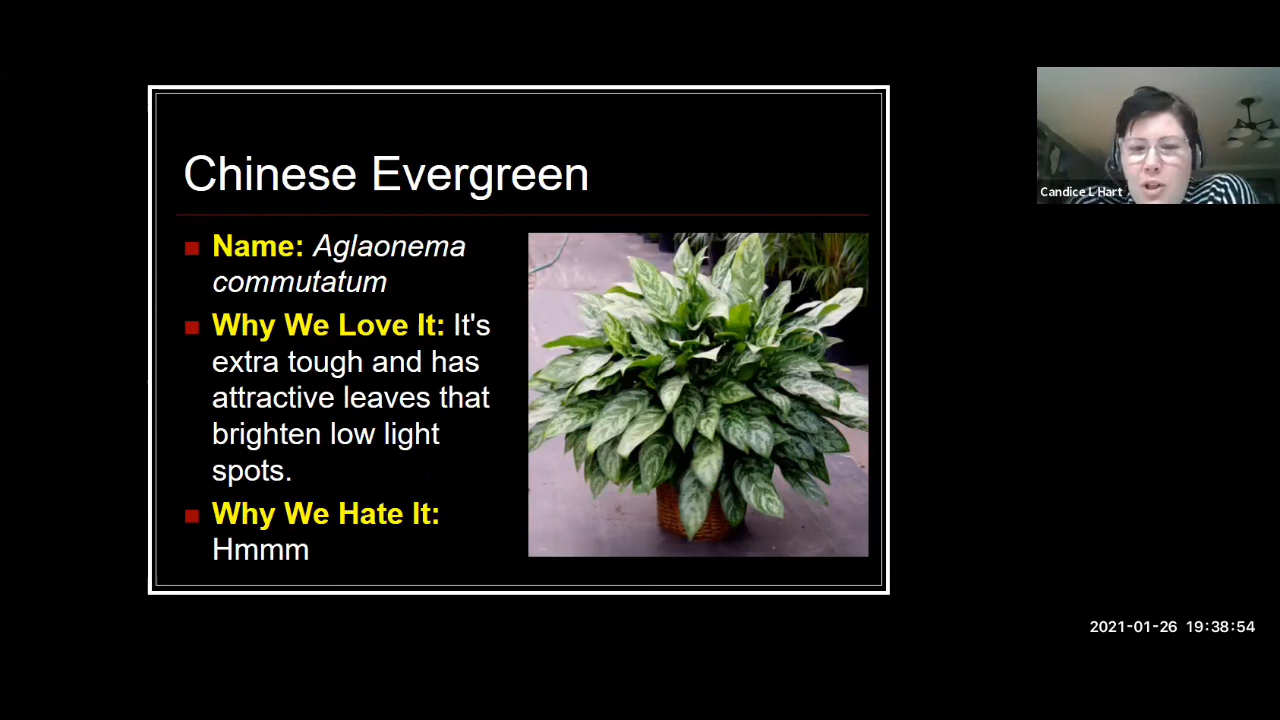 Chinese Evergreen
Name: Aglaonema
commutatum
Why We Love It: It's
extra tough and has
attractive leaves that
brighten low light
spots.
Why We Hate It:
Hmmm
Candice L Hart
2021-01-26 19:38:54